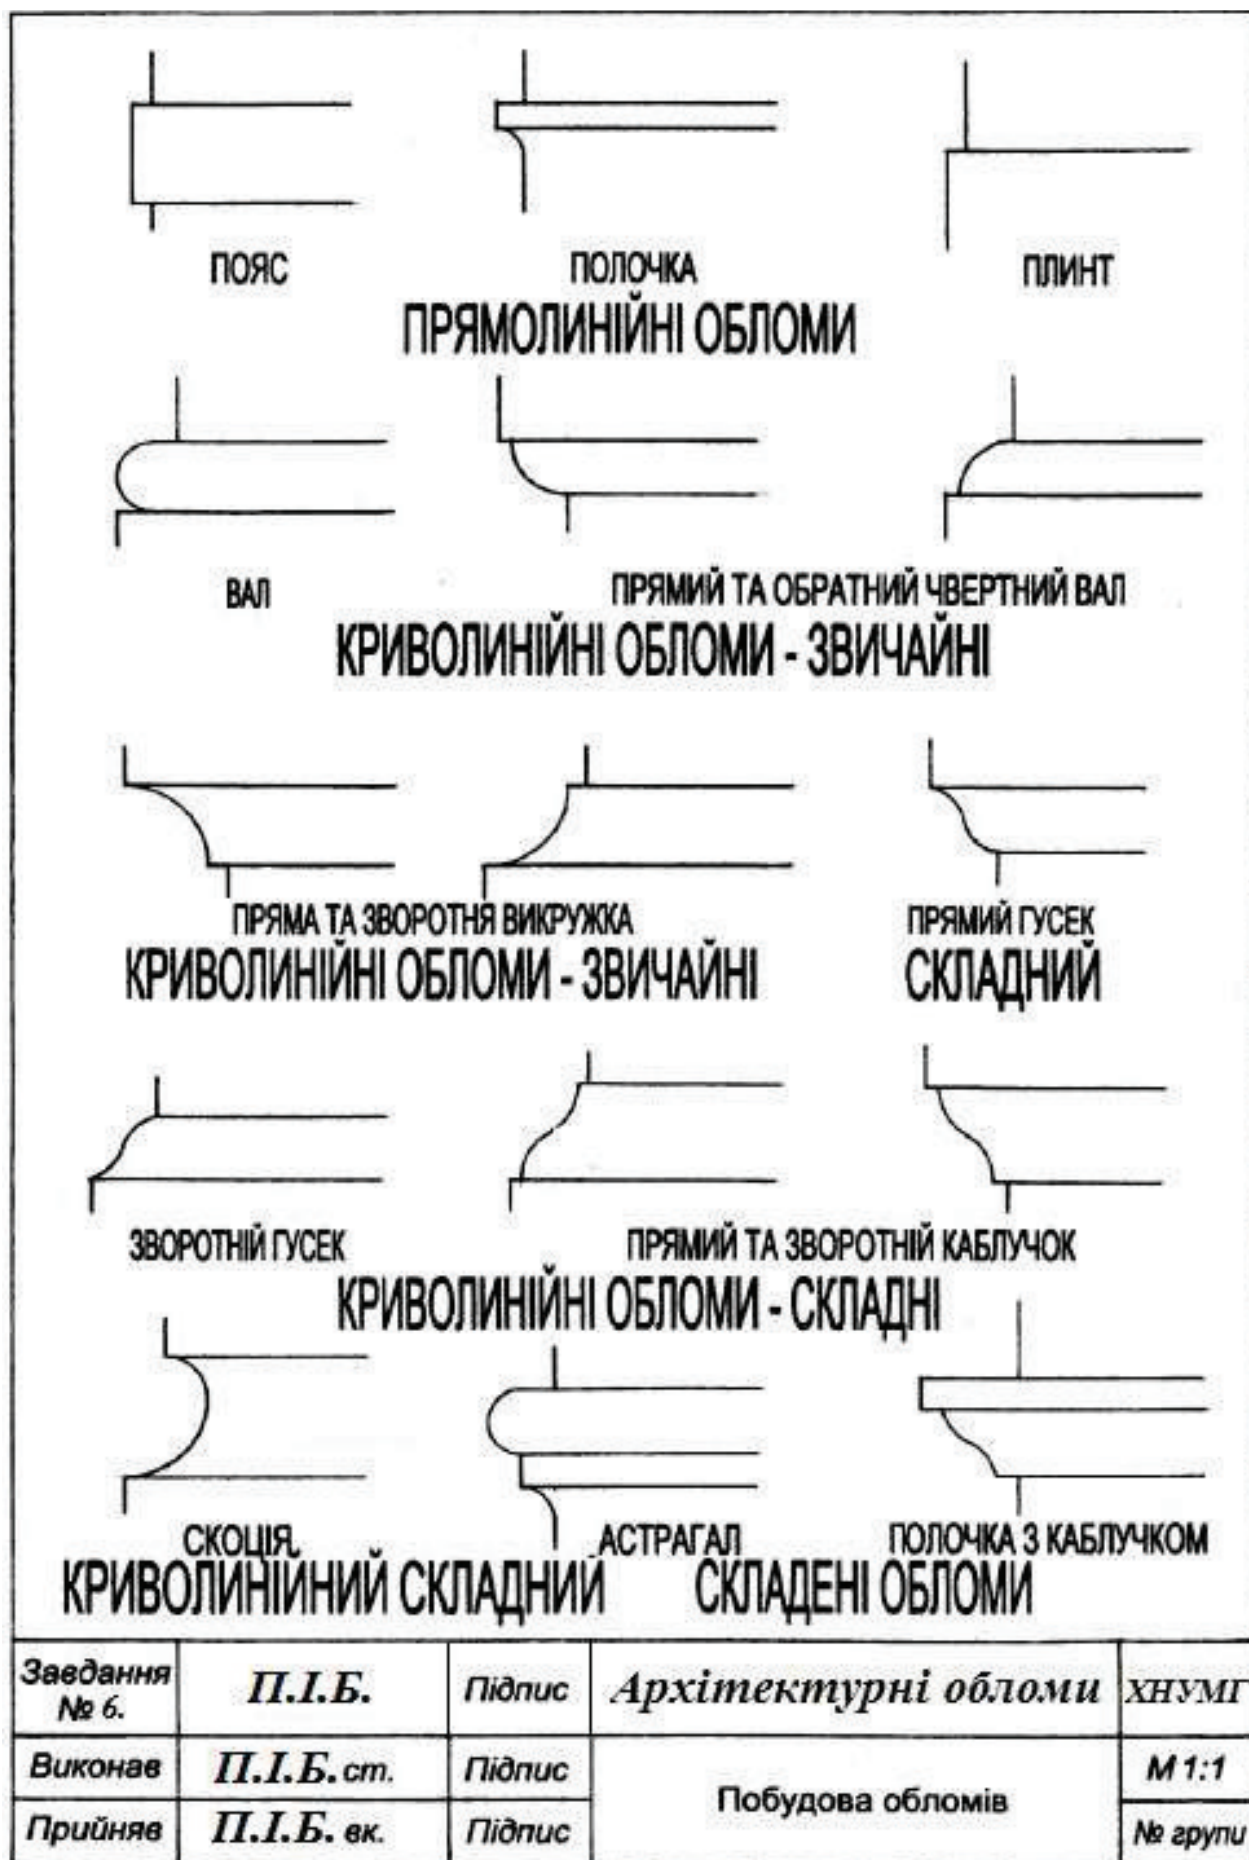 ПОЯС ПОЛОЧКА ПЛИНТ
ПРЯМОЛИНІЙНІ ОБЛОМИ
ВАЛ ПРЯМИЙ ТА ОБРАТНИЙ ЧВЕРТНИЙ ВАЛ
КРИВОЛИНІЙНІ ОБЛОМИ - ЗВИЧАЙНІ
ПРЯМА ТА ЗВОРОТНЯ ВИКРУЖКА ПРЯМИЙ ГУСЕК
КРИВОЛИНІЙНІ ОБЛОМИ - ЗВИЧАЙНІ СКЛАДНИЙ
ЗВОРОТНІЙ ГУСЕК ПРЯМИЙ ТА ЗВОРОТНІЙ КАБЛУЧОК
КРИВОЛИНІЙНІ ОБЛОМИ - СКЛАДНІ
СКОЦІЯ. АСТРАГАЛ ПОЛОЧКА З КАБЛУЧКОМ
КРИВОЛИНІЙНИЙ СКЛАДНИЙ СКЛАДЕНІ ОБЛОМИ
Завдання № 6. П.І.Б. Підпис Архітектурні обломи ХНУМГ
Виконав П.І.Б. ст. Підпис Побудова обломів М 1:1
Прийняв П.І.Б. вк. Підпис № групи